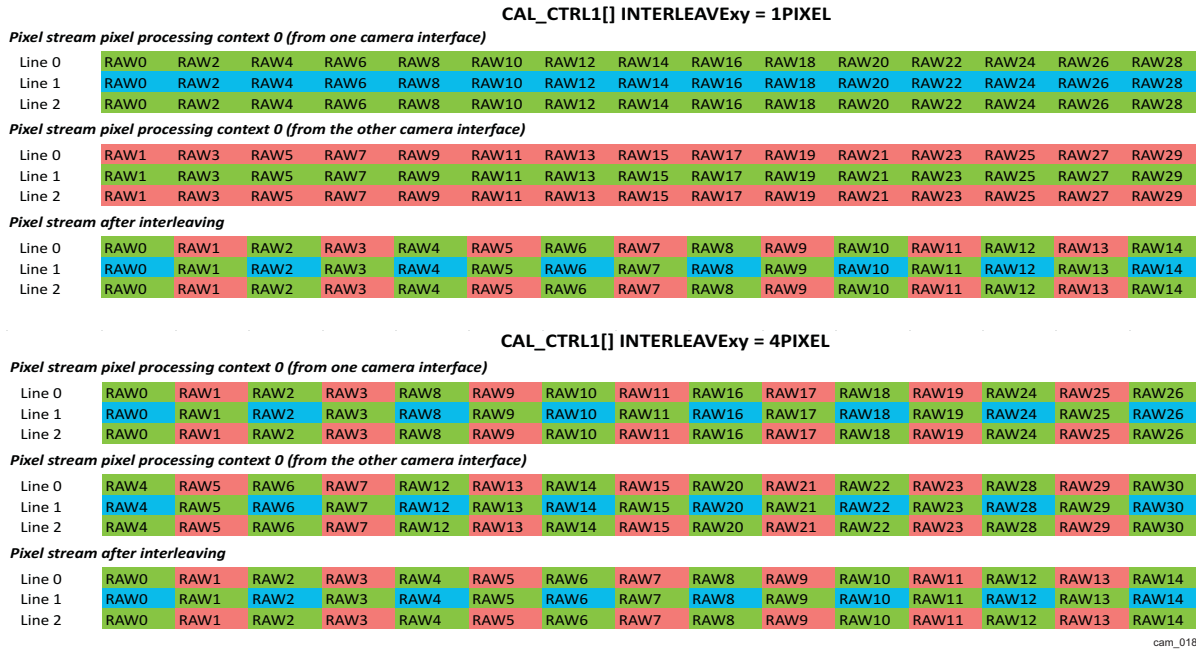 CAL_CTRL1[] INTERLEAVExy = 1PIXEL
Pixel stream pixel processing context 0 (from one camera interface)
Line 0 RAW0 RAW2 RAW4 RAW6 RAW8 RAW10 RAW12 RAW14 RAW16 RAW18 RAW20 RAW22 RAW24 RAW26 RAW28
Line 1 RAW0 RAW2 RAW4 RAW6 RAW8 RAW10 RAW12 RAW14 RAW16 RAW18 RAW20 RAW22 RAW24 RAW26 RAW28
Line 2 RAW0 RAW2 RAW4 RAW6 RAW8 RAW10 RAW12 RAW14 RAW16 RAW18 RAW20 RAW22 RAW24 RAW26 RAW28
Pixel stream pixel processing context 0 (from the other camera interface)
Line 0 RAW1 RAW3 RAW5 RAW7 RAW9 RAW11 RAW13 RAW15 RAW17 RAW19 RAW21 RAW23 RAW25 RAW27 RAW29
Line 1 RAW1 RAW3 RAW5 RAW7 RAW9 RAW11 RAW13 RAW15 RAW17 RAW19 RAW21 RAW23 RAW25 RAW27 RAW29
Line 2 RAW1 RAW3 RAW5 RAW7 RAW9 RAW11 RAW13 RAW15 RAW17 RAW19 RAW21 RAW23 RAW25 RAW27 RAW29
Pixel stream after interleaving
Line 0 RAW0 RAW1 RAW2 RAW3 RAW4 RAW5 RAW6 RAW7 RAW8 RAW9 RAW10 RAW11 RAW12 RAW13 RAW14
Line 1 RAW0 RAW1 RAW2 RAW3 RAW4 RAW5 RAW6 RAW7 RAW8 RAW9 RAW10 RAW11 RAW12 RAW13 RAW14
Line 2 RAW0 RAW1 RAW2 RAW3 RAW4 RAW5 RAW6 RAW7 RAW8 RAW9 RAW10 RAW11 RAW12 RAW13 RAW14
CAL_CTRL1[] INTERLEAVExy = 4PIXEL
Pixel stream pixel processing context 0 (from one camera interface)
Line 0 RAW0 RAW1 RAW2 RAW3 RAW8 RAW9 RAW10 RAW11 RAW16 RAW17 RAW18 RAW19 RAW24 RAW25 RAW26
Line 1 RAW0 RAW1 RAW2 RAW3 RAW8 RAW9 RAW10 RAW11 RAW16 RAW17 RAW18 RAW19 RAW24 RAW25 RAW26
Line 2 RAW0 RAW1 RAW2 RAW3 RAW8 RAW9 RAW10 RAW11 RAW16 RAW17 RAW18 RAW19 RAW24 RAW25 RAW26
Pixel stream pixel processing context 0 (from the other camera interface)
Line 0 RAW4 RAW5 RAW6 RAW7 RAW12 RAW13 RAW14 RAW15 RAW20 RAW21 RAW22 RAW23 RAW28 RAW29 RAW30
Line 1 RAW4 RAW5 RAW6 RAW7 RAW12 RAW13 RAW14 RAW15 RAW20 RAW21 RAW22 RAW23 RAW28 RAW29 RAW30
Line 2 RAW4 RAW5 RAW6 RAW7 RAW12 RAW13 RAW14 RAW15 RAW20 RAW21 RAW22 RAW23 RAW28 RAW29 RAW30
Pixel stream after interleaving
Line 0 RAW0 RAW1 RAW2 RAW3 RAW4 RAW5 RAW6 RAW7 RAW8 RAW9 RAW10 RAW11 RAW12 RAW13 RAW14
Line 1 RAW0 RAW1 RAW2 RAW3 RAW4 RAW5 RAW6 RAW7 RAW8 RAW9 RAW10 RAW11 RAW12 RAW13 RAW14
Line 2 RAW0 RAW1 RAW2 RAW3 RAW4 RAW5 RAW6 RAW7 RAW8 RAW9 RAW10 RAW11 RAW12 RAW13 RAW14
cam_018